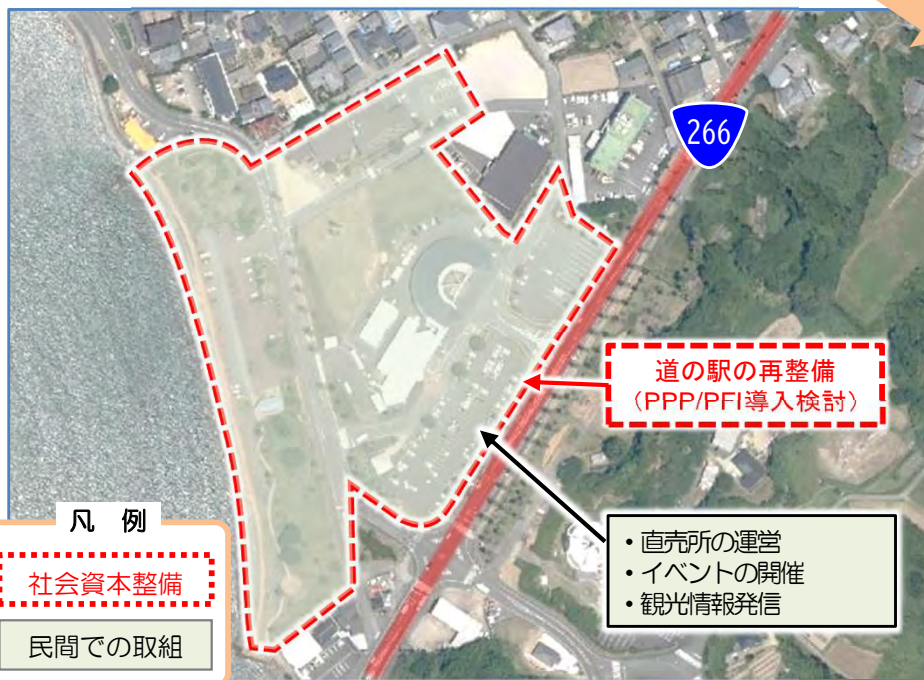 266
道の駅の再整備
（PPP/PFI導入検討）
・直売所の運営
・イベントの開催
・観光情報発信
凡 例
社会資本整備
民間での取組